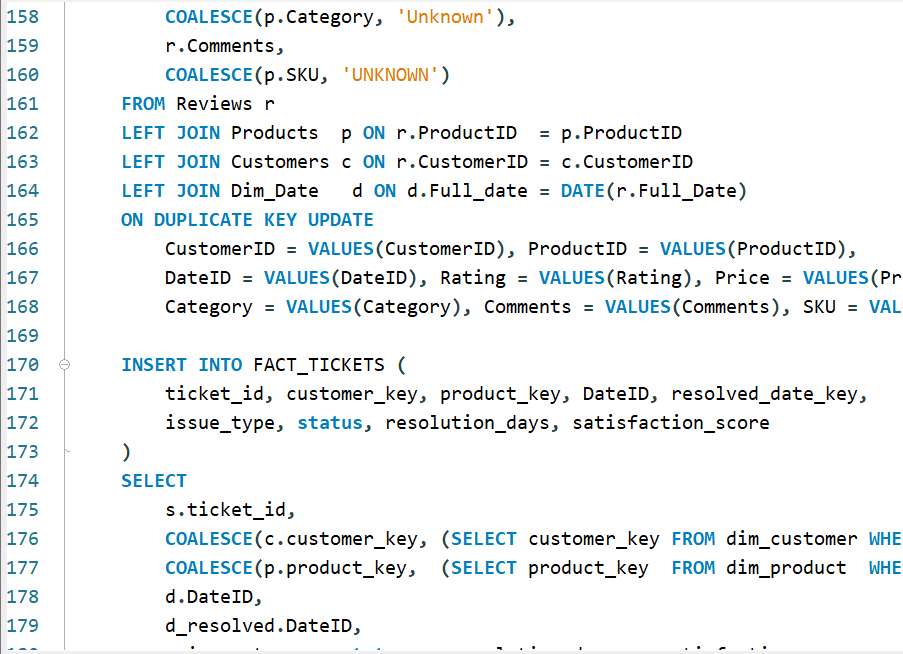 158 COALESCE(p.Category, 'Unknown'),
159 r.Comments,
160 COALESCE(p.SKU, 'UNKNOWN')
161 FROM Reviews r
162 LEFT JOIN Products  p ON r.ProductID  = p.ProductID
163 LEFT JOIN Customers c ON r.CustomerID = c.CustomerID
164 LEFT JOIN Dim_Date   d ON d.Full_date = DATE(r.Full_Date)
165 ON DUPLICATE KEY UPDATE
166 CustomerID = VALUES(CustomerID), ProductID = VALUES(ProductID),
167 DateID = VALUES(DateID), Rating = VALUES(Rating), Price = VALUES(Pr
168 Category = VALUES(Category), Comments = VALUES(Comments), SKU = VAL
169
170 INSERT INTO FACT_TICKETS (
171 ticket_id, customer_key, product_key, DateID, resolved_date_key,
172 issue_type, status, resolution_days, satisfaction_score
173 )
174 SELECT
175 s.ticket_id,
176 COALESCE(c.customer_key, (SELECT customer_key FROM dim_customer WHE
177 COALESCE(p.product_key,  (SELECT product_key  FROM dim_product  WHE
178 d.DateID,
179 d_resolved.DateID,